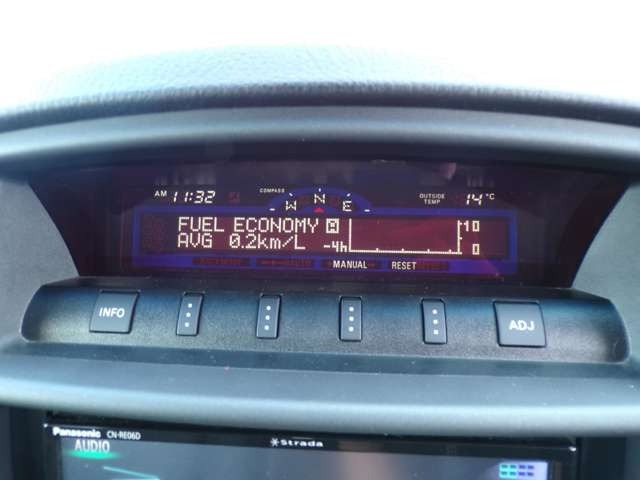 AM 11:32 COMPASS N OUTSIDE TEMP 14°C
W E
FUEL ECONOMY M 10
AVG 0.2km/L -4h 0
MANUAL RESET
INFO ADJ
Panasonic CN-RE06D Strada
AUDIO